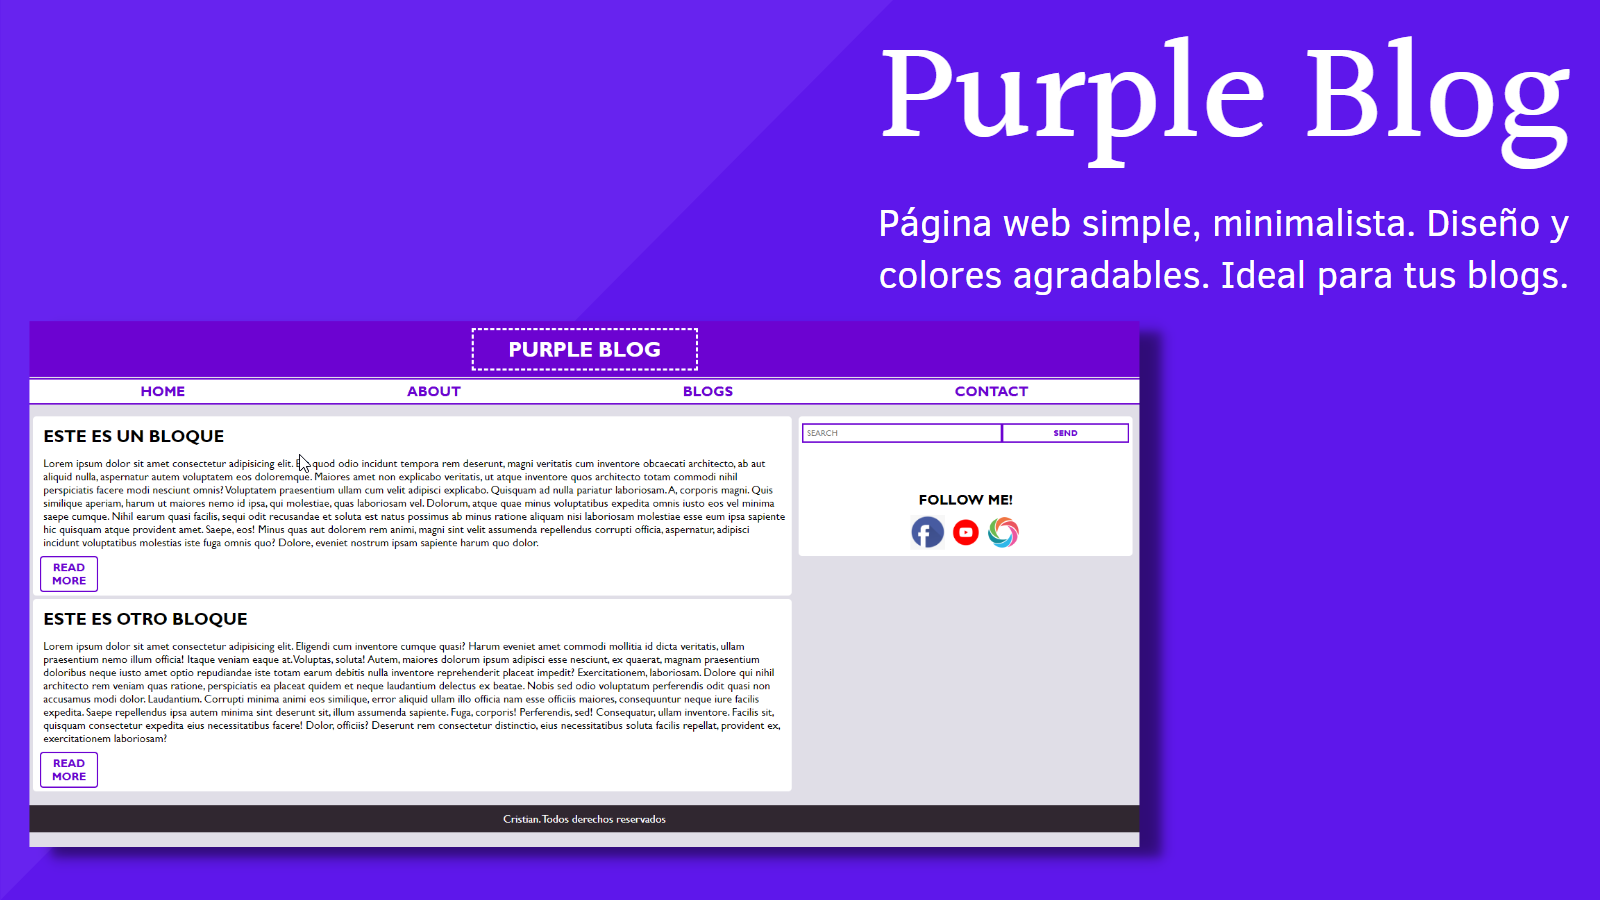 Purple Blog
Página web simple, minimalista. Diseño y
colores agradables. Ideal para tus blogs.
PURPLE BLOG
HOME ABOUT BLOGS CONTACT
ESTE ES UN BLOQUE
Lorem ipsum dolor sit amet consectetur adipisicing elit. quod odio incidunt tempora rem deserunt, magni veritatis cum inventore obcaecati architecto, ab aut
aliquid nulla, aspernatur autem voluptatem eos doloremque. Maiores amet non explicabo veritatis, ut atque inventore quos architecto totam commodi nihil
perspiciatis facere modi nesciunt omnis? Voluptatem praesentium ullam cum velit adipisci explicabo. Quisquam ad nulla pariatur laboriosam. A, corporis magni. Quis
similique aperiam, harum ut maiores nemo id ipsa, qui molestiae, quas laboriosam vel. Dolorum, atque quae minus voluptatibus expedita omnis iusto eos vel minima
saepe cumque. Nihil earum quasi facilis, sequi odit recusandae et soluta est natus possimus ab minus ratione aliquam nisi laboriosam molestiae esse eum ipsa sapiente
hic quisquam atque provident amet. Saepe, eos! Minus quas aut dolorem rem animi, magni sint velit assumenda repellendus corrupti officia, aspernatur, adipisci
incidunt voluptatibus molestias iste fuga omnis quo? Dolore, eveniet nostrum ipsam sapiente harum quo dolor.
READ
MORE
ESTE ES OTRO BLOQUE
Lorem ipsum dolor sit amet consectetur adipisicing elit. Eligendi cum inventore cumque quasi? Harum eveniet amet commodi mollitia id dicta veritatis, ullam
praesentium nemo illum officia! Itaque veniam eaque at. Voluptas, soluta! Autem, maiores dolorum ipsum adipisci esse nesciunt, ex quaerat, magnam praesentium
doloribus neque iusto amet optio repudiandae iste totam earum debitis nulla inventore reprehenderit placeat impedit? Exercitationem, laboriosam. Dolore qui nihil
architecto rem veniam quas ratione, perspiciatis ea placeat quidem et neque laudantium delectus ex beatae. Nobis sed odio voluptatum perferendis odit quasi non
accusamus modi dolor. Laudantium. Corrupti minima animi eos similique, error aliquid ullam illo officia nam esse officiis maiores, consequuntur neque iure facilis
expedita. Saepe repellendus ipsa autem minima sint deserunt sit, illum assumenda sapiente. Fuga, corporis! Perferendis, sed! Consequatur, ullam inventore. Facilis sit,
quisquam consectetur expedita eius necessitatibus facere! Dolor, officiis? Deserunt rem consectetur distinctio, eius necessitatibus soluta facilis repellat, provident ex,
exercitationem laboriosam?
READ
MORE
SEARCH SEND
FOLLOW ME!
Cristian. Todos derechos reservados